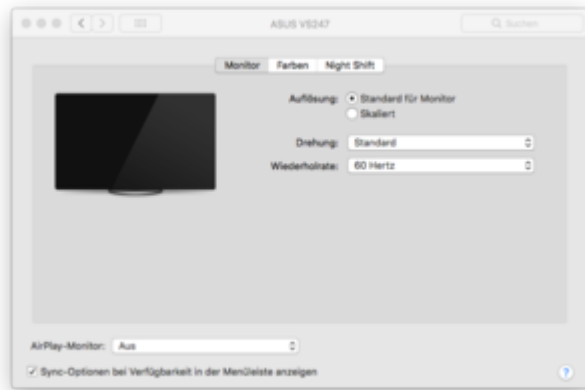 ASUS VS247
Suchen
Monitor Farben Night Shift
Auflösung: Standard für Monitor
Skaliert
Drehung: Standard
Wiederholrate: 60 Hertz
AirPlay-Monitor: Aus
Sync-Optionen bei Verfügbarkeit in der Menüleiste anzeigen
?